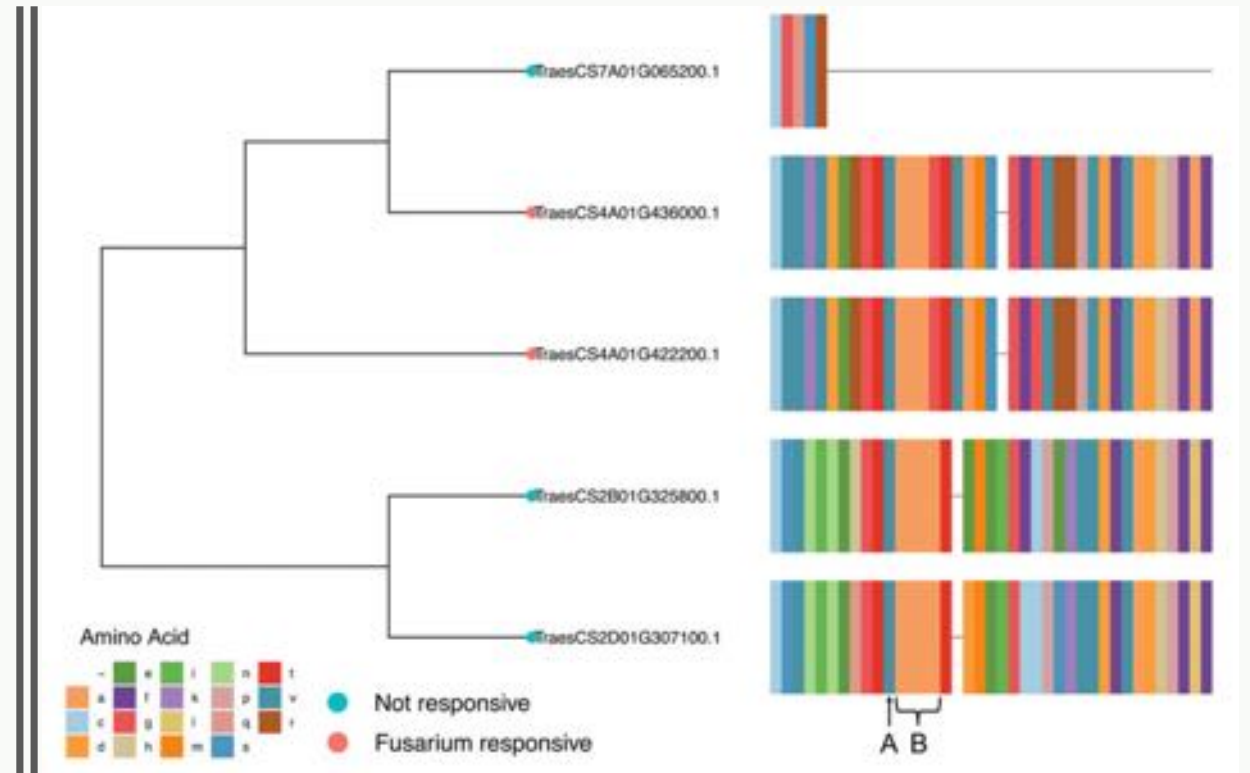 TraesCS7A01G065200.1
TraesCS4A01G436000.1
TraesCS4A01G422200.1
TraesCS2B01G325800.1
TraesCS2D01G307100.1
A B
Amino Acid
- e i n t
a f k p v
c g l q r
d h m s
Not responsive
Fusarium responsive